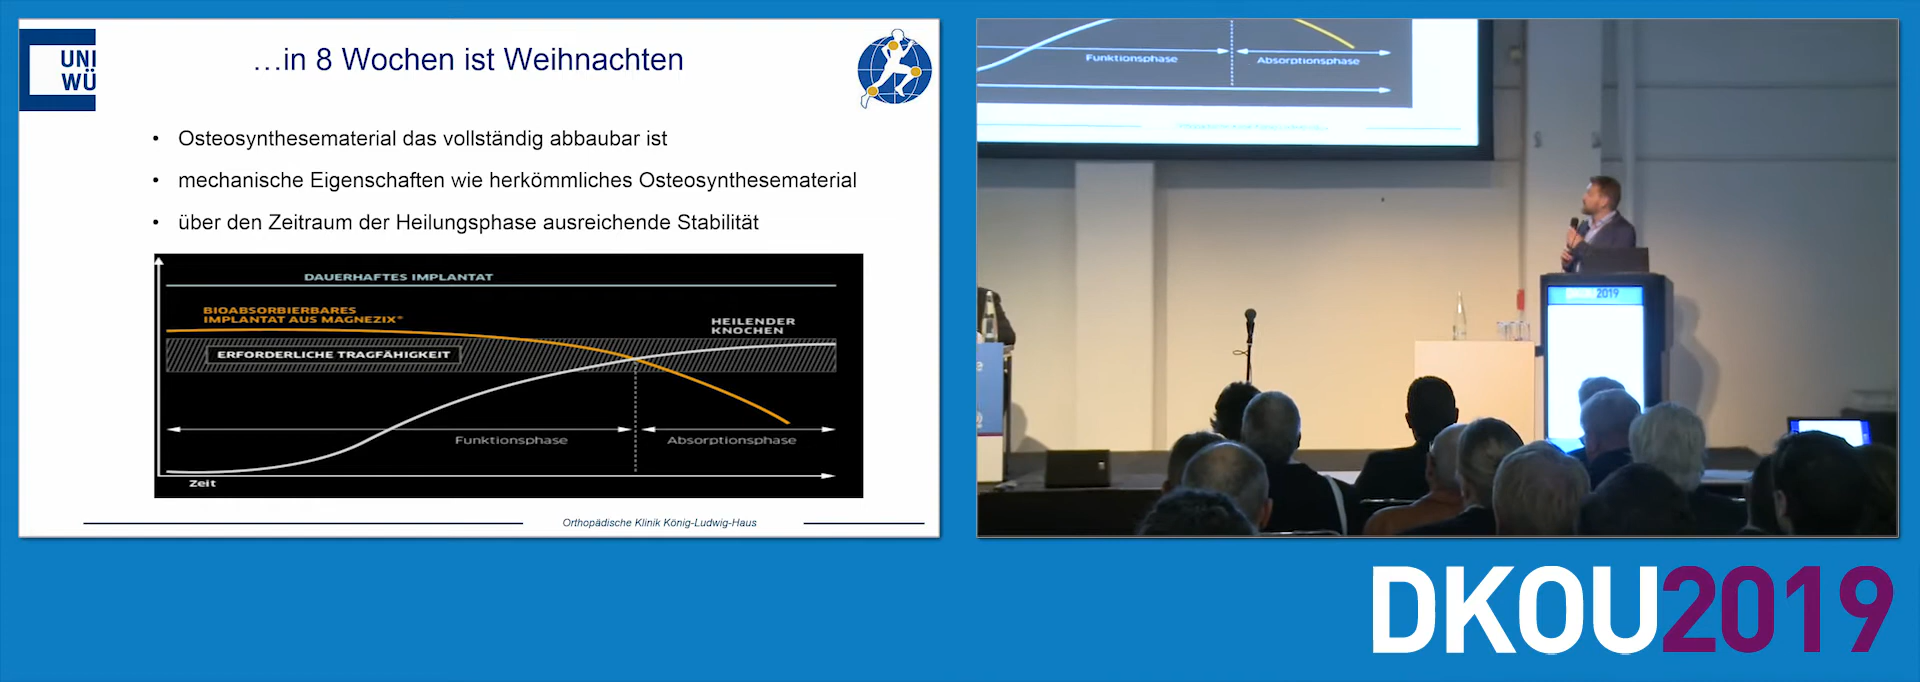 UNI
WÜ
…in 8 Wochen ist Weihnachten
• Osteosynthesematerial das vollständig abbaubar ist
• mechanische Eigenschaften wie herkömmliches Osteosynthesematerial
• über den Zeitraum der Heilungsphase ausreichende Stabilität
DAUERHAFTES IMPLANTAT
BIOABSORBIERBARES
IMPLANTAT AUS MAGNEZIX®
HEILENDER
KNOCHEN
ERFORDERLICHE TRAGFÄHIGKEIT
Funktionsphase
Absorptionsphase
Zeit
Orthopädische Klinik König-Ludwig-Haus
Funktionsphase
Absorptionsphase
DKOU2019
DKOU2019